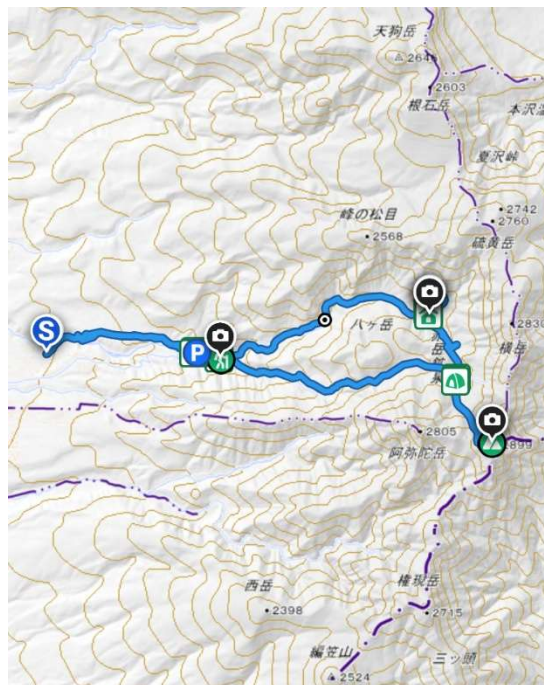 天狗岳
2646
2603
根石岳
本沢温
夏沢峠
2742
2760
硫黄岳
峰の松目
2568
S
P
八ヶ岳
2830
横岳
2805
阿弥陀岳
2899
西岳
2398
権現岳
2715
編笠山
2524
三ッ頭